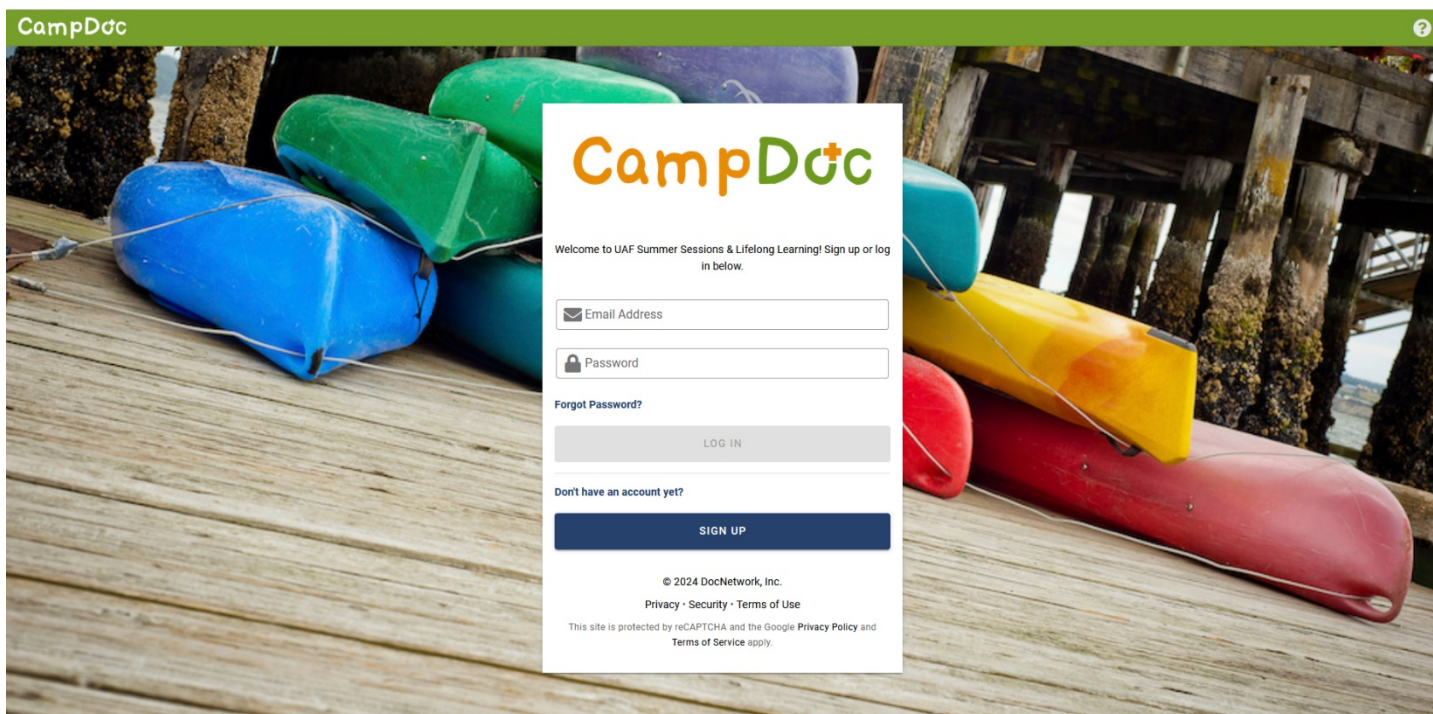 CampDoc
?
CampDoc
Welcome to UAF Summer Sessions & Lifelong Learning! Sign up or log
in below.
Email Address
Password
Forgot Password?
LOG IN
Don't have an account yet?
SIGN UP
© 2024 DocNetwork, Inc.
Privacy · Security · Terms of Use
This site is protected by reCAPTCHA and the Google Privacy Policy and
Terms of Service apply.